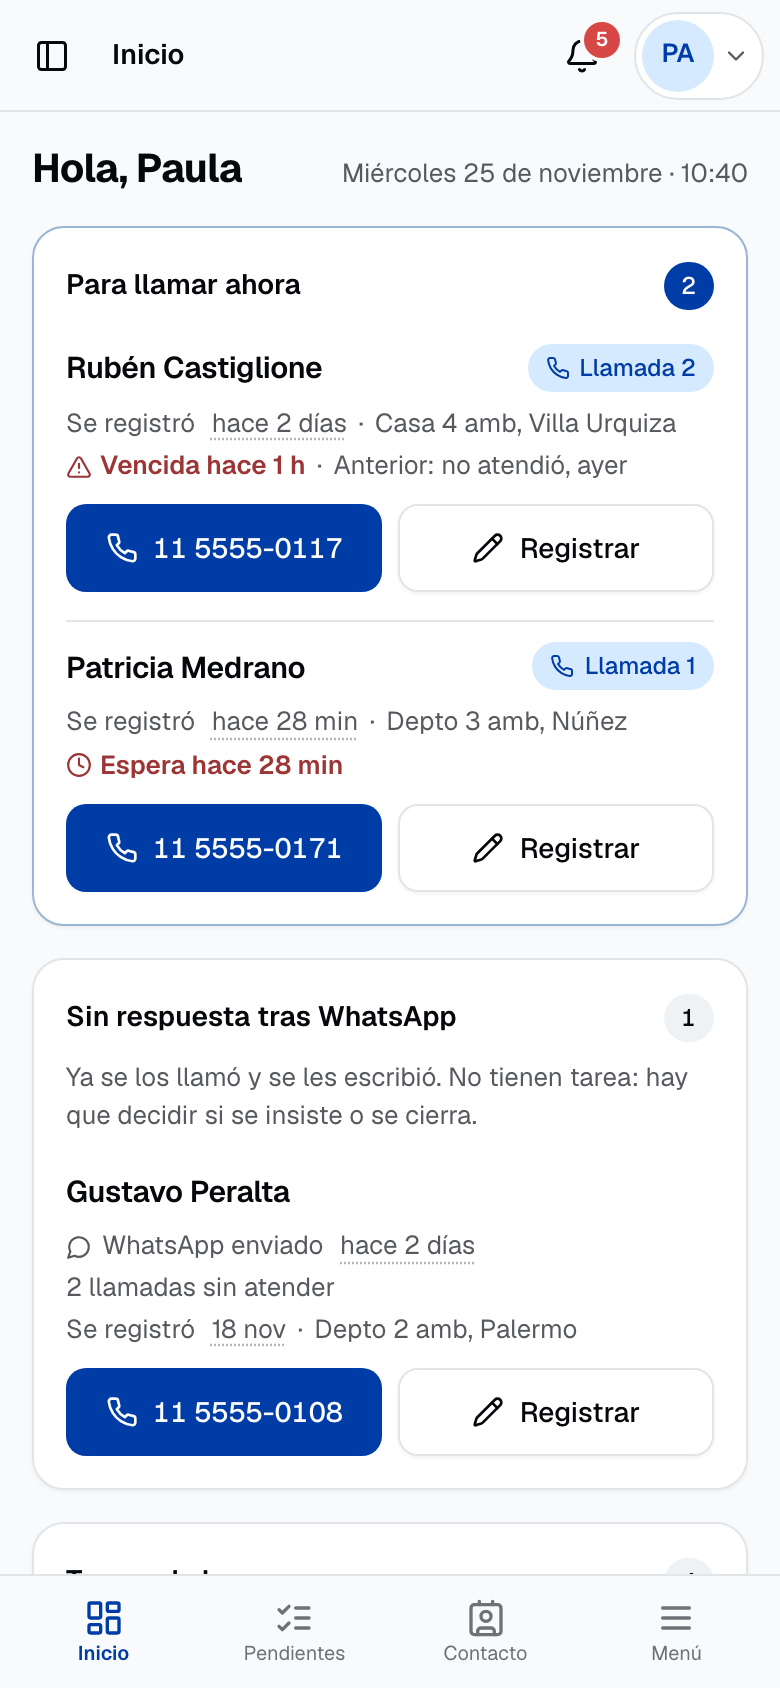 Inicio
5
PA
Hola, Paula
Miércoles 25 de noviembre · 10:40
Para llamar ahora
2
Rubén Castiglione
Llamada 2
Se registró hace 2 días · Casa 4 amb, Villa Urquiza
Vencida hace 1 h · Anterior: no atendió, ayer
11 5555-0117
Registrar
Patricia Medrano
Llamada 1
Se registró hace 28 min · Depto 3 amb, Núñez
Espera hace 28 min
11 5555-0171
Registrar
Sin respuesta tras WhatsApp
1
Ya se los llamó y se les escribió. No tienen tarea: hay
que decidir si se insiste o se cierra.
Gustavo Peralta
WhatsApp enviado hace 2 días
2 llamadas sin atender
Se registró 18 nov · Depto 2 amb, Palermo
11 5555-0108
Registrar
Inicio
Pendientes
Contacto
Menú